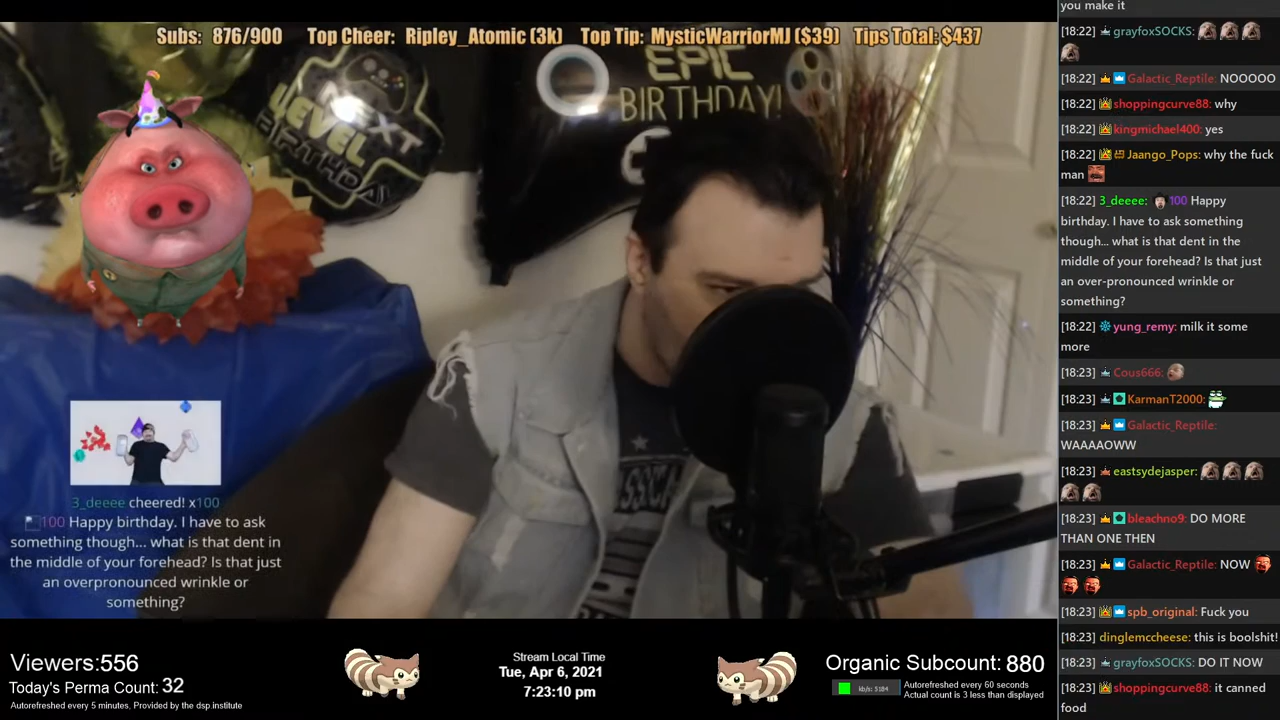 Subs: 876/900 Top Cheer: Ripley_Atomic (3k) Top Tip: MysticWarriorMJ ($39) Tips Total: $437
NEXT
LEVEL
BIRTHDAY
EPIC
BIRTHDAY!
3_deeee cheered! x100
100 Happy birthday. I have to ask
something though... what is that dent in
the middle of your forehead? Is that just
an overpronounced wrinkle or
something?
Viewers:556
Today's Perma Count: 32
Autorefreshed every 5 minutes, Provided by the dsp institute
Stream Local Time
Tue, Apr 6, 2021
7:23:10 pm
Organic Subcount: 880
kb/s: 5184
Autorefreshed every 60 seconds
Actual count is 3 less than displayed
you make it
[18:22] grayfoxSOCKS:
[18:22] Galactic_Reptile: NOOOOO
[18:22] shoppingcurve88: why
[18:22] kingmichael400: yes
[18:22] Jaango_Pops: why the fuck
man
[18:22] 3_deeee: 100 Happy
birthday. I have to ask something
though... what is that dent in the
middle of your forehead? Is that just
an over-pronounced wrinkle or
something?
[18:22] yung_remy: milk it some
more
[18:23] Cous666:
[18:23] KarmanT2000:
[18:23] Galactic_Reptile:
WAAAAOWW
[18:23] eastsydejasper:
[18:23] bleachno9: DO MORE
THAN ONE THEN
[18:23] Galactic_Reptile: NOW
[18:23] spb_original: Fuck you
[18:23] dinglemccheese: this is boolshit!
[18:23] grayfoxSOCKS: DO IT NOW
[18:23] shoppingcurve88: it canned
food